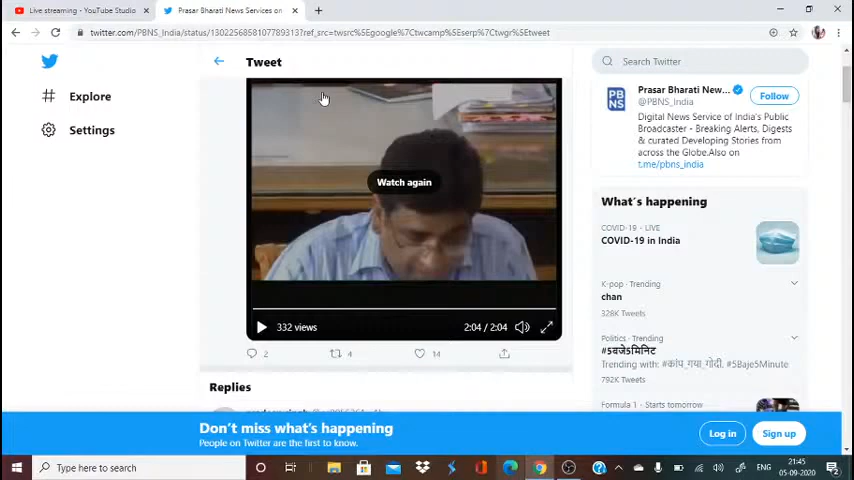 Live streaming - YouTube Studio
Prasar Bharati News Services on
twitter.com/PBNS_India/status/1302256858107789313?ref_src=twsrc%5Egoogle%7Ctwcamp%5Eserp%7Ctwgr%5Etweet
Explore
Settings
Tweet
Watch again
332 views
2:04 / 2:04
2
4
14
Replies
Search Twitter
PB NS
Prasar Bharati New...
@PBNS_India
Follow
Digital News Service of India's Public
Broadcaster - Breaking Alerts, Digests
& curated Developing Stories from
across the Globe.Also on
t.me/pbns_india
What's happening
COVID-19 · LIVE
COVID-19 in India
K-pop · Trending
chan
328K Tweets
Politics · Trending
#5बजे5मिनिट
Trending with: #कांप_गया_गोदी, #5Baje5Minute
792K Tweets
Formula 1 · Starts tomorrow
Don't miss what's happening
People on Twitter are the first to know.
Log in
Sign up
Type here to search
ENG
21:45
05-09-2020